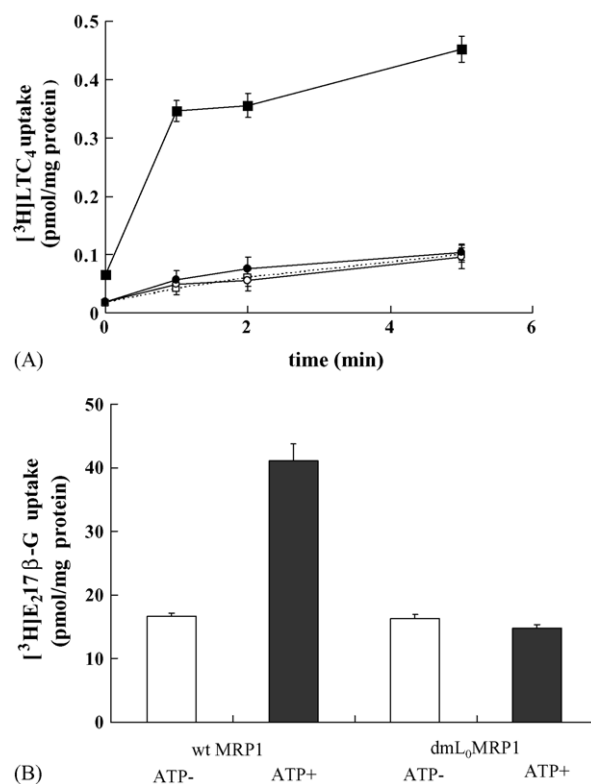 0.5
0.4
0.3
0.2
0.1
0
[³H]LTC₄ uptake
(pmol/mg protein)
0 2 4 6
time (min)
(A)
50
40
30
20
10
0
[³H]E₂17β-G uptake
(pmol/mg protein)
wt MRP1 dmL₀MRP1
ATP- ATP+ ATP- ATP+
(B)